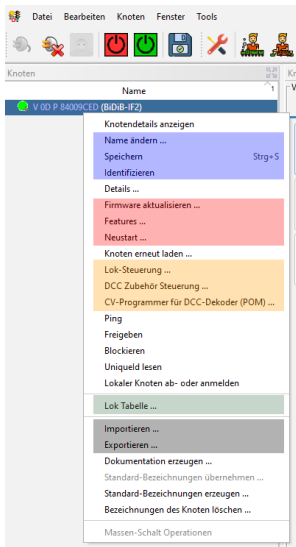 Datei Bearbeiten Knoten Fenster Tools
Knoten
Kn
Name
1
V
V 0D P 84009CED (BiDiB-IF2)
Knotendetails anzeigen
Name ändern ...
Speichern Strg+S
Identifizieren
Details ...
Firmware aktualisieren ...
Features ...
Neustart ...
Knoten erneut laden ...
Lok-Steuerung ...
DCC Zubehör Steuerung ...
CV-Programmer für DCC-Dekoder (POM) ...
Ping
Freigeben
Blockieren
UniqueId lesen
Lokaler Knoten ab- oder anmelden
Lok Tabelle ...
Importieren ...
Exportieren ...
Dokumentation erzeugen ...
Standard-Bezeichnungen übernehmen ...
Standard-Bezeichnungen erzeugen ...
Bezeichnungen des Knoten löschen ...
Massen-Schalt Operationen